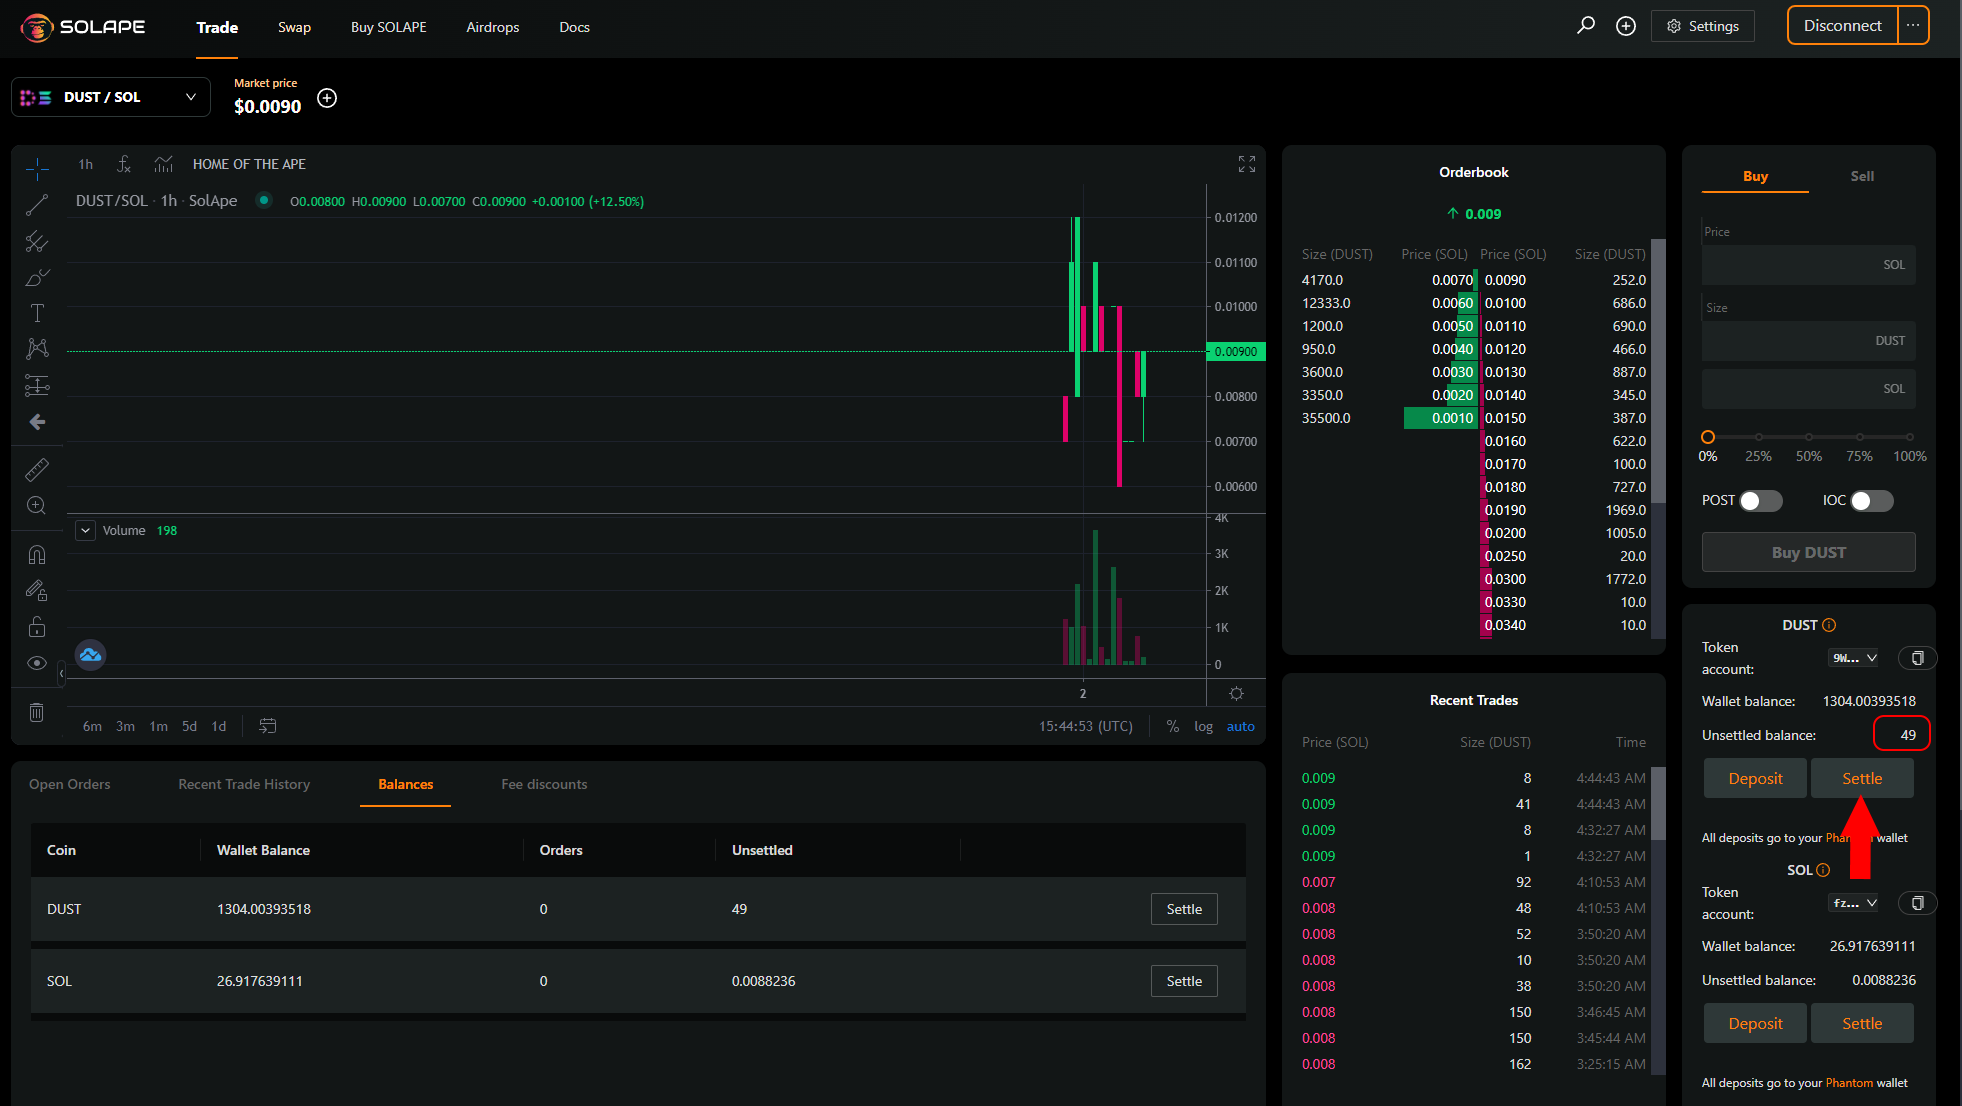 SOLAPE
Trade
Swap
Buy SOLAPE
Airdrops
Docs
Settings
Disconnect
DUST / SOL
Market price
$0.0090
1h
HOME OF THE APE
DUST/SOL · 1h · SolApe
O0.00800 H0.00900 L0.00700 C0.00900 +0.00100 (+12.50%)
0.01200
0.01100
0.01000
0.00900
0.00800
0.00700
0.00600
Volume 198
4K
3K
2K
1K
0
2
6m 3m 1m 5d 1d
15:44:53 (UTC)
% log auto
Orderbook
0.009
Size (DUST) Price (SOL) Price (SOL) Size (DUST)
4170.0 0.0070 0.0090 252.0
12333.0 0.0060 0.0100 686.0
1200.0 0.0050 0.0110 690.0
950.0 0.0040 0.0120 466.0
3600.0 0.0030 0.0130 887.0
3350.0 0.0020 0.0140 345.0
35500.0 0.0010 0.0150 387.0
0.0160 622.0
0.0170 100.0
0.0180 727.0
0.0190 1969.0
0.0200 1005.0
0.0250 20.0
0.0300 1772.0
0.0330 10.0
0.0340 10.0
Buy Sell
Price
SOL
Size
DUST
SOL
0% 25% 50% 75% 100%
POST IOC
Buy DUST
Open Orders
Recent Trade History
Balances
Fee discounts
Coin Wallet Balance Orders Unsettled
DUST 1304.00393518 0 49 Settle
SOL 26.917639111 0 0.0088236 Settle
Recent Trades
Price (SOL) Size (DUST) Time
0.009 8 4:44:43 AM
0.009 41 4:44:43 AM
0.009 8 4:32:27 AM
0.009 1 4:32:27 AM
0.007 92 4:10:53 AM
0.008 48 4:10:53 AM
0.008 52 3:50:20 AM
0.008 10 3:50:20 AM
0.008 38 3:50:20 AM
0.008 150 3:46:45 AM
0.008 150 3:45:44 AM
0.008 162 3:25:15 AM
DUST
Token
account:
9W...
Wallet balance: 1304.00393518
Unsettled balance: 49
Deposit Settle
All deposits go to your wallet
SOL
Token
account:
fz...
Wallet balance: 26.917639111
Unsettled balance: 0.0088236
Deposit Settle
All deposits go to your Phantom wallet